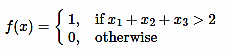 f(x) = { 1, if x1 + x2 + x3 > 2
0, otherwise